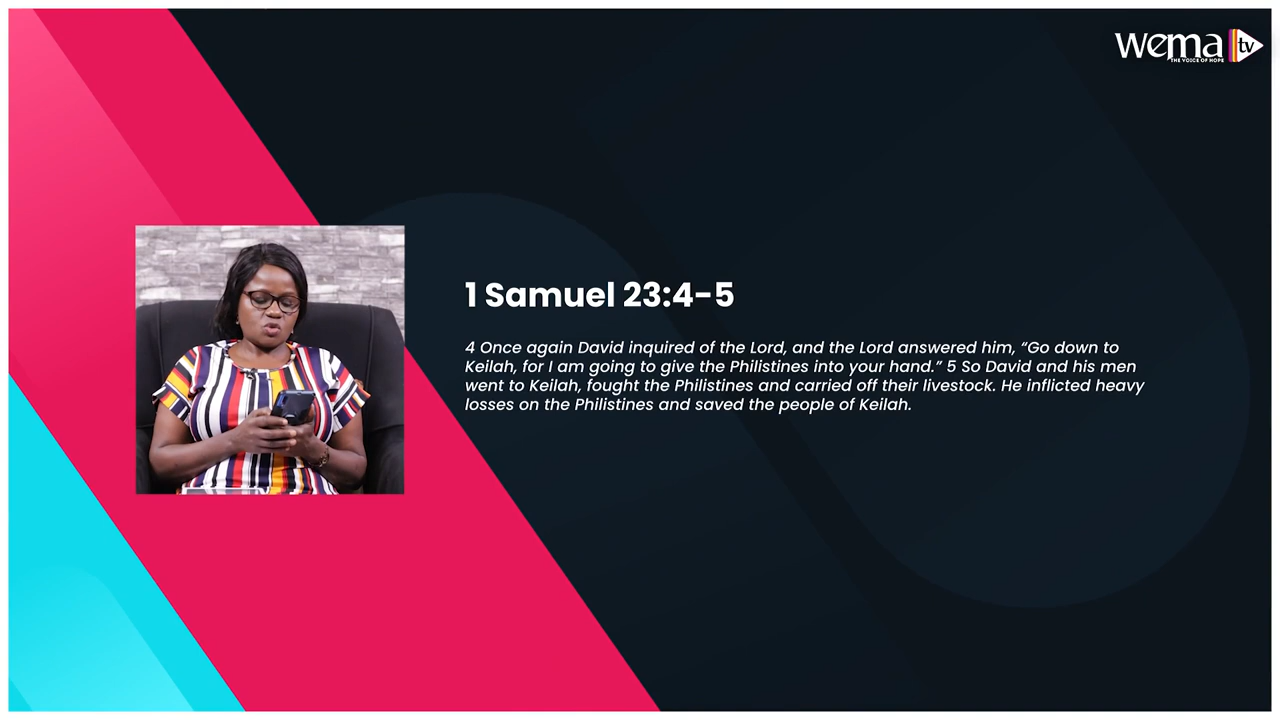 wema tv
THE VOICE OF HOPE
1 Samuel 23:4-5
4 Once again David inquired of the Lord, and the Lord answered him, “Go down to
Keilah, for I am going to give the Philistines into your hand.” 5 So David and his men
went to Keilah, fought the Philistines and carried off their livestock. He inflicted heavy
losses on the Philistines and saved the people of Keilah.